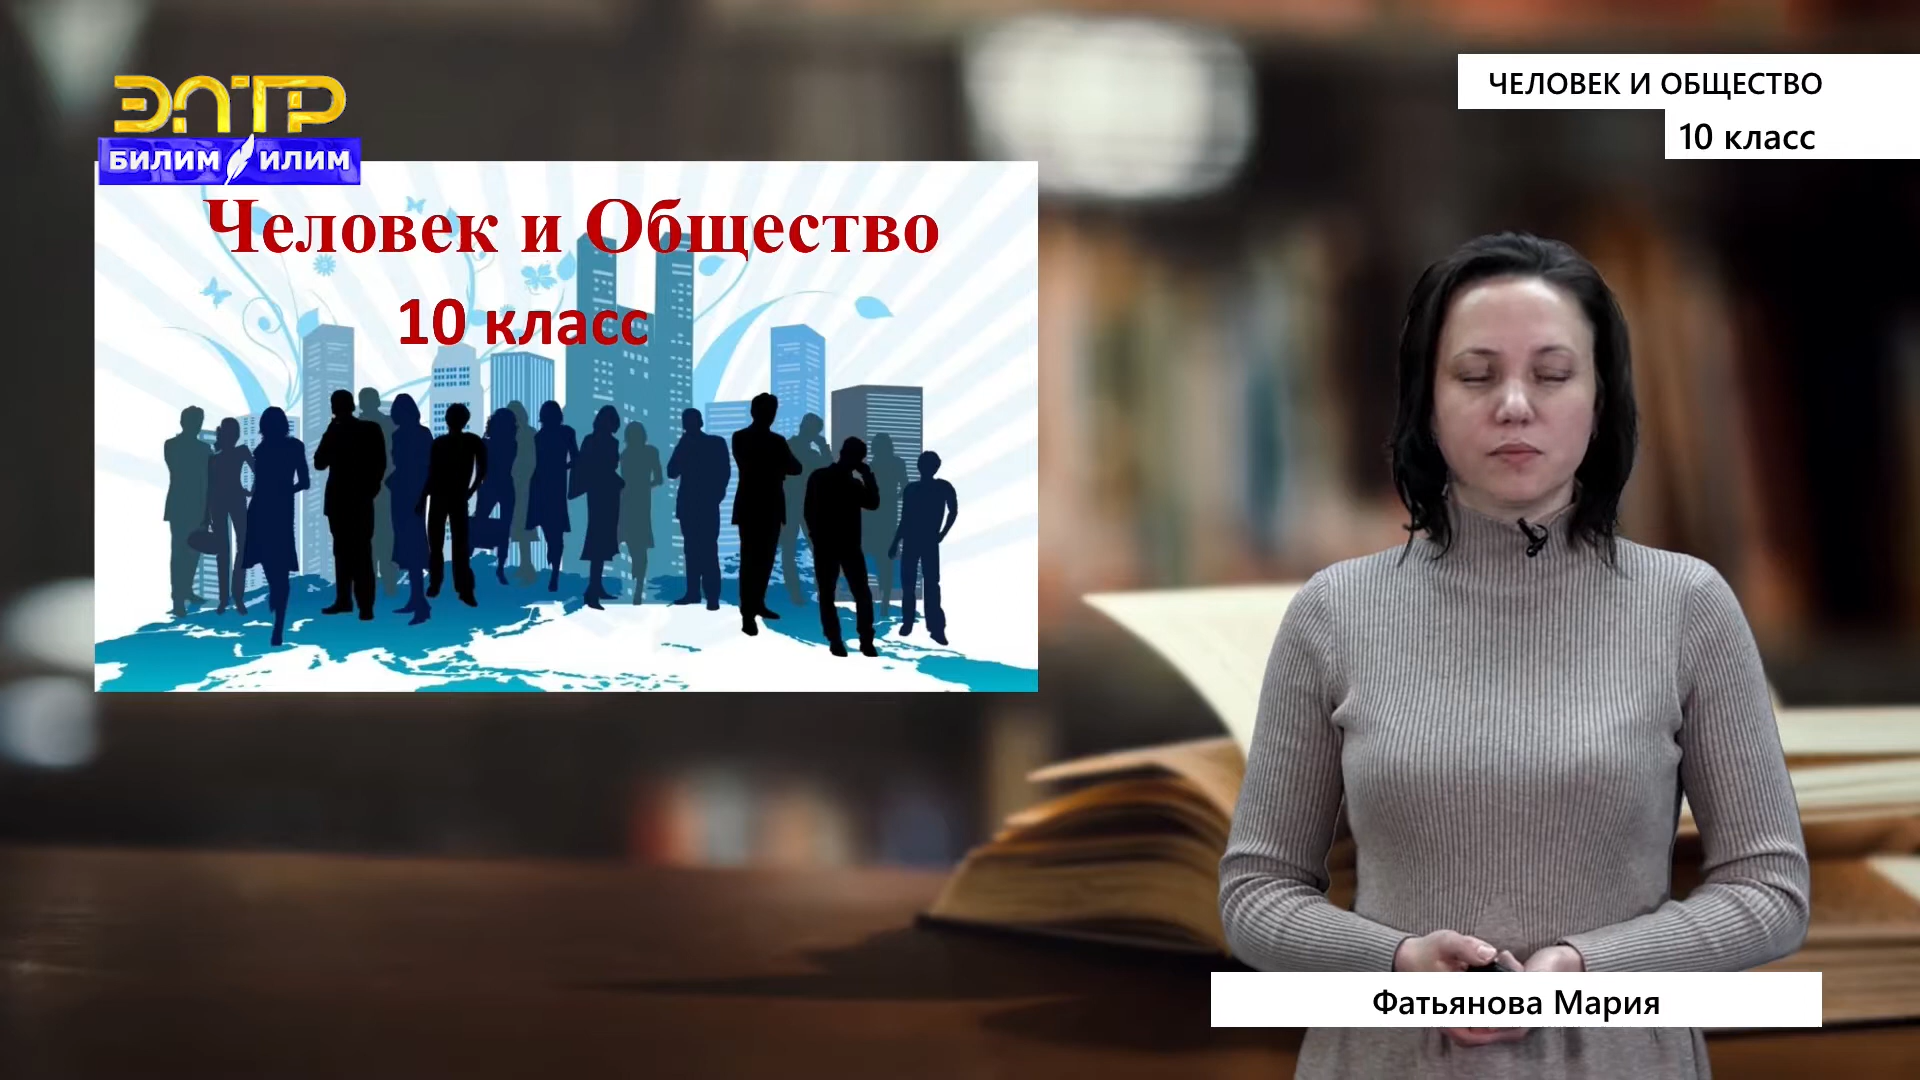 ЭЛТР
БИЛИМ ИЛИМ
Человек и Общество
10 класс
ЧЕЛОВЕК И ОБЩЕСТВО
10 класс
Фатьянова Мария